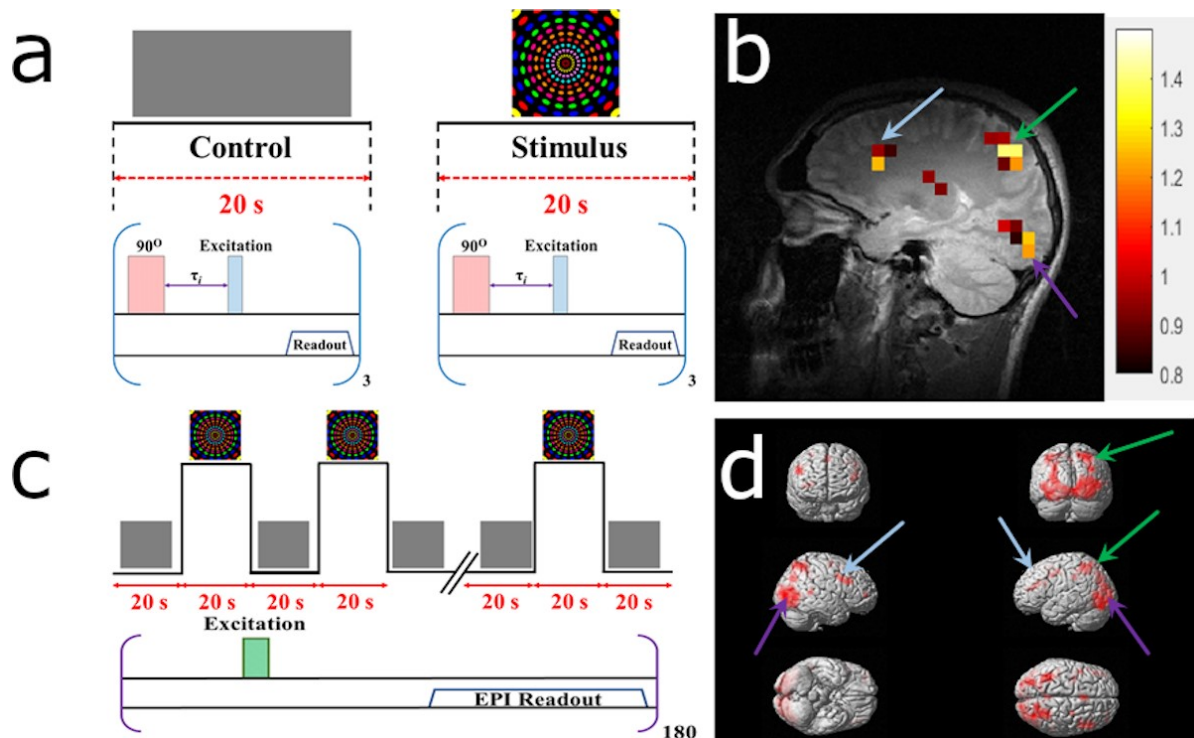 a
Control
20 s
90O
Excitation
τi
Readout
3
Stimulus
20 s
90O
Excitation
τi
Readout
3
b
1.4
1.3
1.2
1.1
1
0.9
0.8
c
20 s
20 s
20 s
20 s
20 s
20 s
20 s
Excitation
EPI Readout
180
d